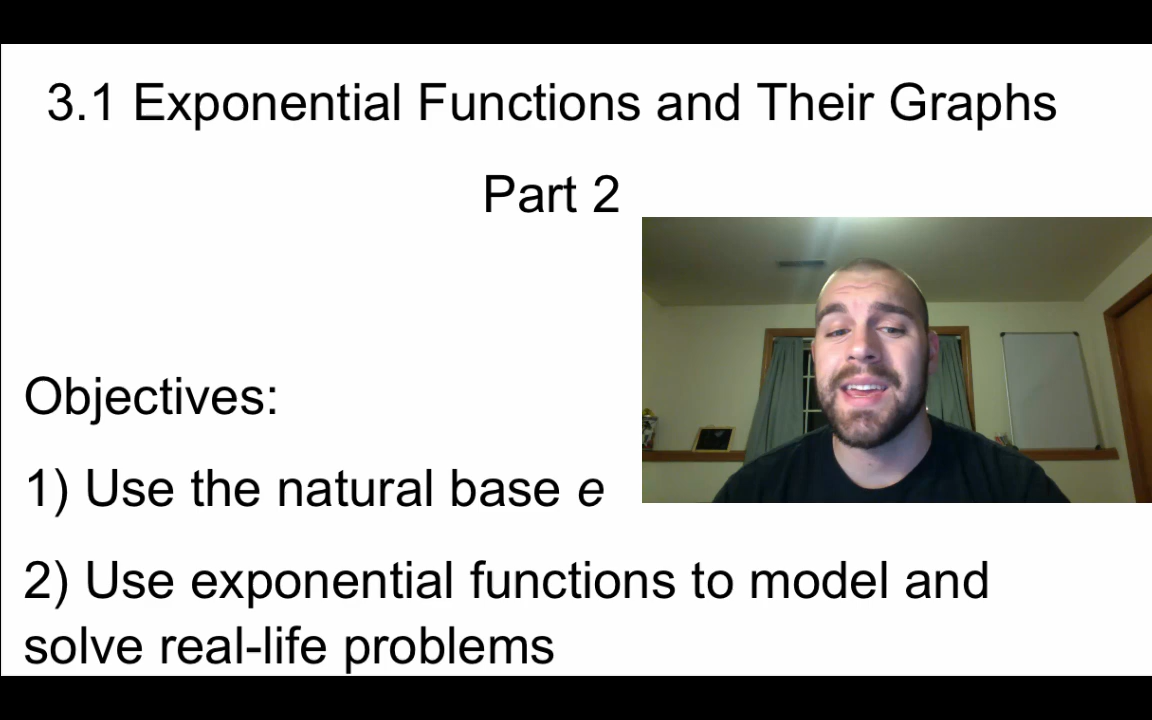 3.1 Exponential Functions and Their Graphs
Part 2
Objectives:
1) Use the natural base e
2) Use exponential functions to model and
solve real-life problems